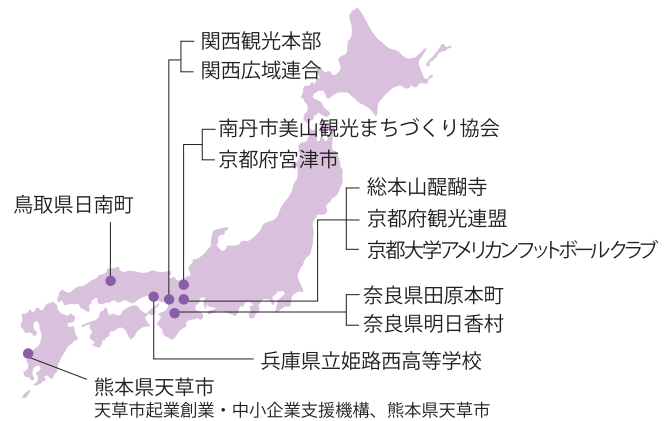 関西観光本部
関西広域連合
南丹市美山観光まちづくり協会
京都府宮津市
総本山醍醐寺
鳥取県日南町
京都府観光連盟
京都大学アメリカンフットボールクラブ
奈良県田原本町
奈良県明日香村
兵庫県立姫路西高等学校
熊本県天草市
天草市起業創業・中小企業支援機構、熊本県天草市